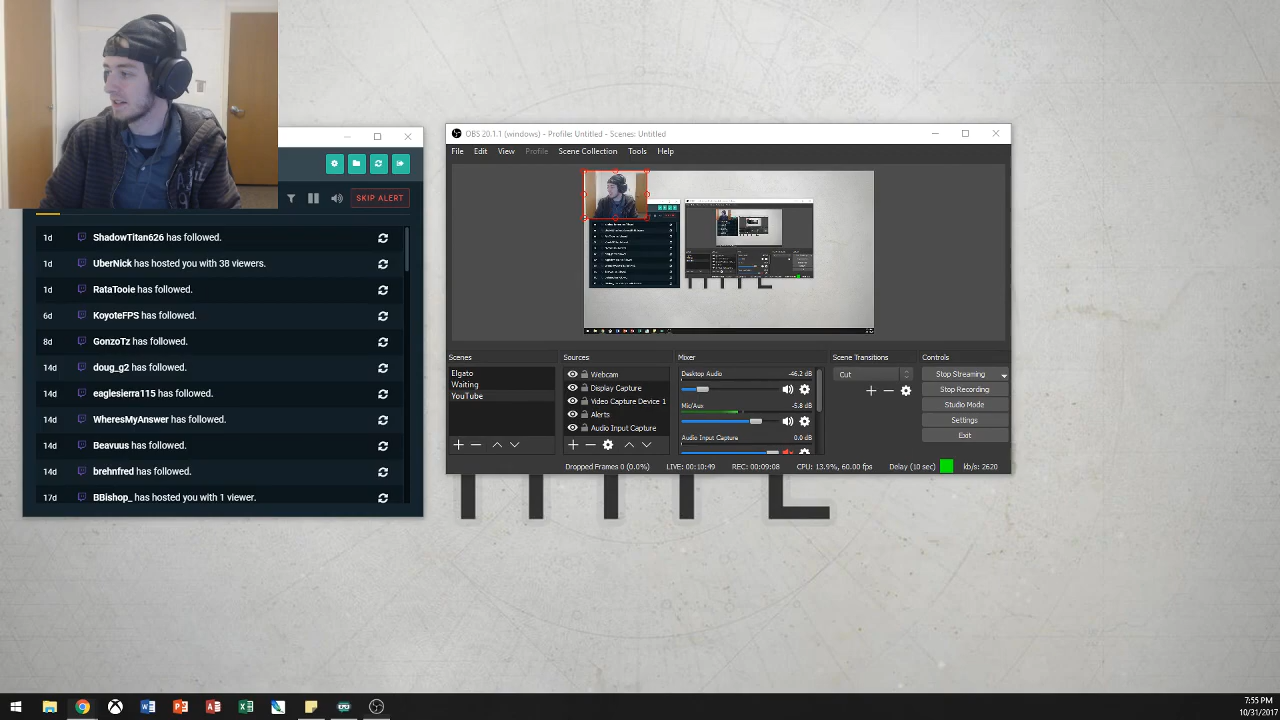 SKIP ALERT
1d ShadowTitan626 has followed.
1d UberNick has hosted you with 38 viewers.
1d iTooie has followed.
6d KoyoteFPS has followed.
8d GonzoTz has followed.
14d doug_g2 has followed.
14d eaglesierra115 has followed.
14d WheresMyAnswer has followed.
14d Beavuus has followed.
14d brehnfred has followed.
17d BBishop_ has hosted you with 1 viewer.
OBS 20.1.1 (windows) - Profile: Untitled - Scenes: Untitled
File Edit View Profile Scene Collection Tools Help
Scenes
Elgato
Waiting
YouTube
Sources
Webcam
Display Capture
Video Capture Device 1
Alerts
Audio Input Capture
Mixer
Desktop Audio -46.2 dB
Mic/Aux -5.8 dB
Audio Input Capture 0.0 dB
Scene Transitions
Cut
Controls
Stop Streaming
Stop Recording
Studio Mode
Settings
Exit
Dropped Frames 0 (0.0%) LIVE: 00:10:49 REC: 00:09:08 CPU: 13.9%, 60.00 fps Delay (10 sec) kb/s: 2620
7:55 PM
10/31/2017